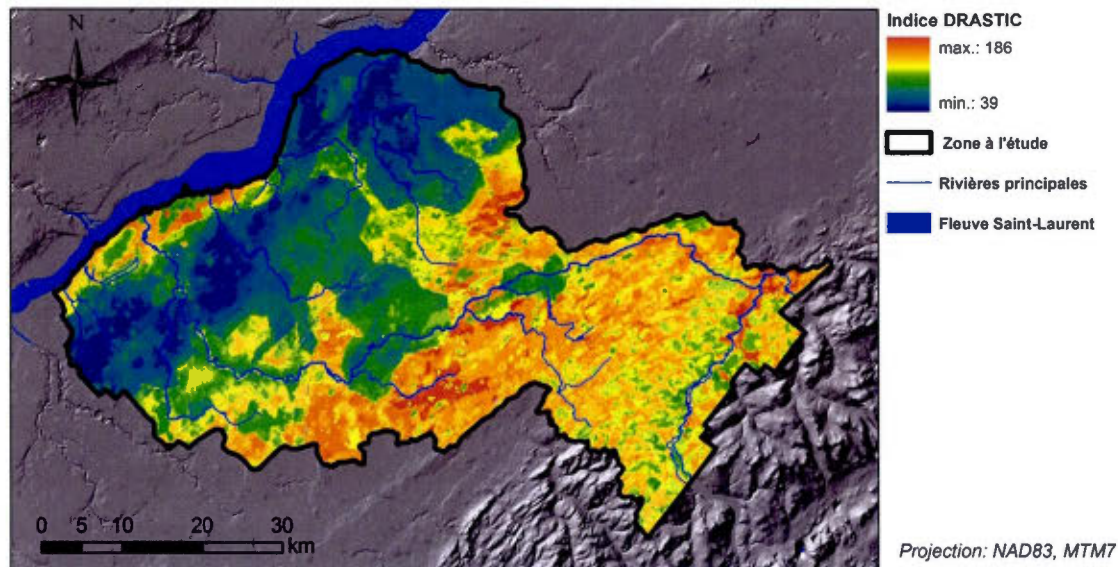 N
Indice DRASTIC
max.: 186
min.: 39
Zone à l'étude
Rivières principales
Fleuve Saint-Laurent
0 5 10 20 30
km
Projection: NAD83, MTM7